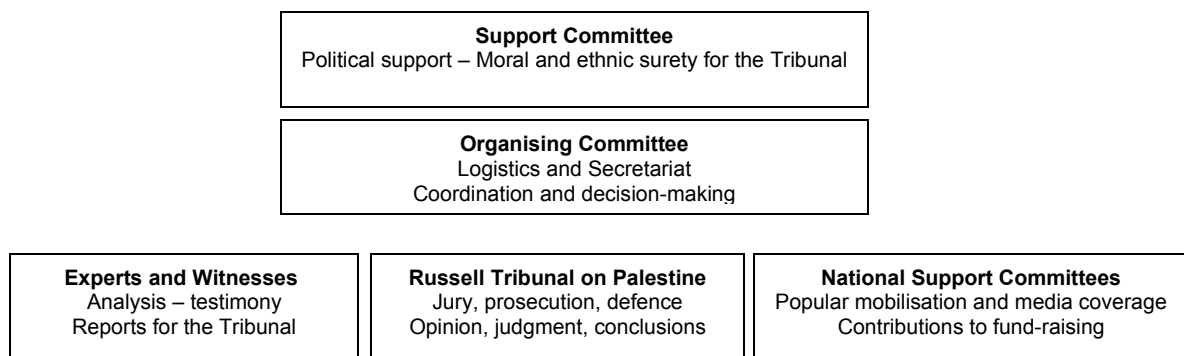 Support Committee
Political support – Moral and ethnic surety for the Tribunal
Organising Committee
Logistics and Secretariat
Coordination and decision-making
Experts and Witnesses
Analysis – testimony
Reports for the Tribunal
Russell Tribunal on Palestine
Jury, prosecution, defence
Opinion, judgment, conclusions
National Support Committees
Popular mobilisation and media coverage
Contributions to fund-raising